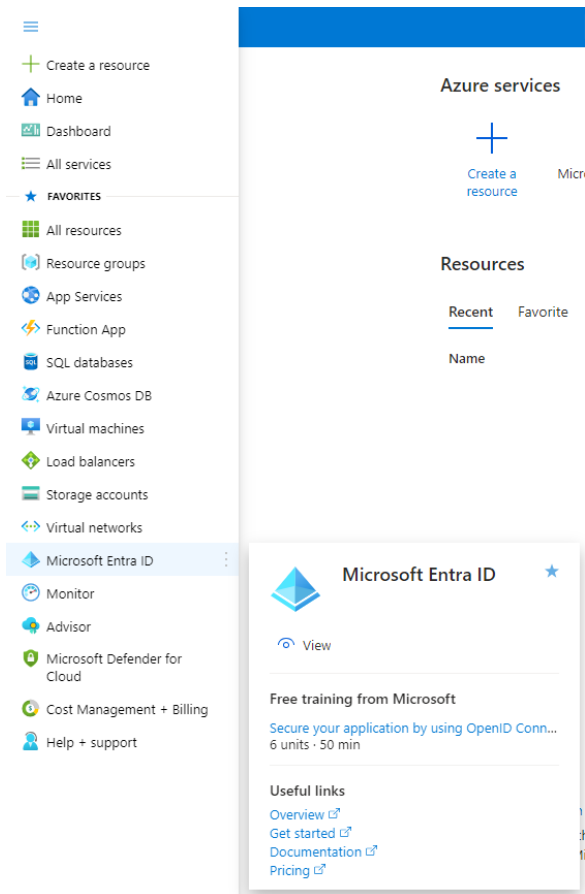 Create a resource
Home
Dashboard
All services
FAVORITES
All resources
Resource groups
App Services
Function App
SQL databases
Azure Cosmos DB
Virtual machines
Load balancers
Storage accounts
Virtual networks
Microsoft Entra ID
Monitor
Advisor
Microsoft Defender for
Cloud
Cost Management + Billing
Help + support
Azure services
Create a
resource
Resources
Recent Favorite
Name
Microsoft Entra ID
View
Free training from Microsoft
Secure your application by using OpenID Conn...
6 units · 50 min
Useful links
Overview
Get started
Documentation
Pricing